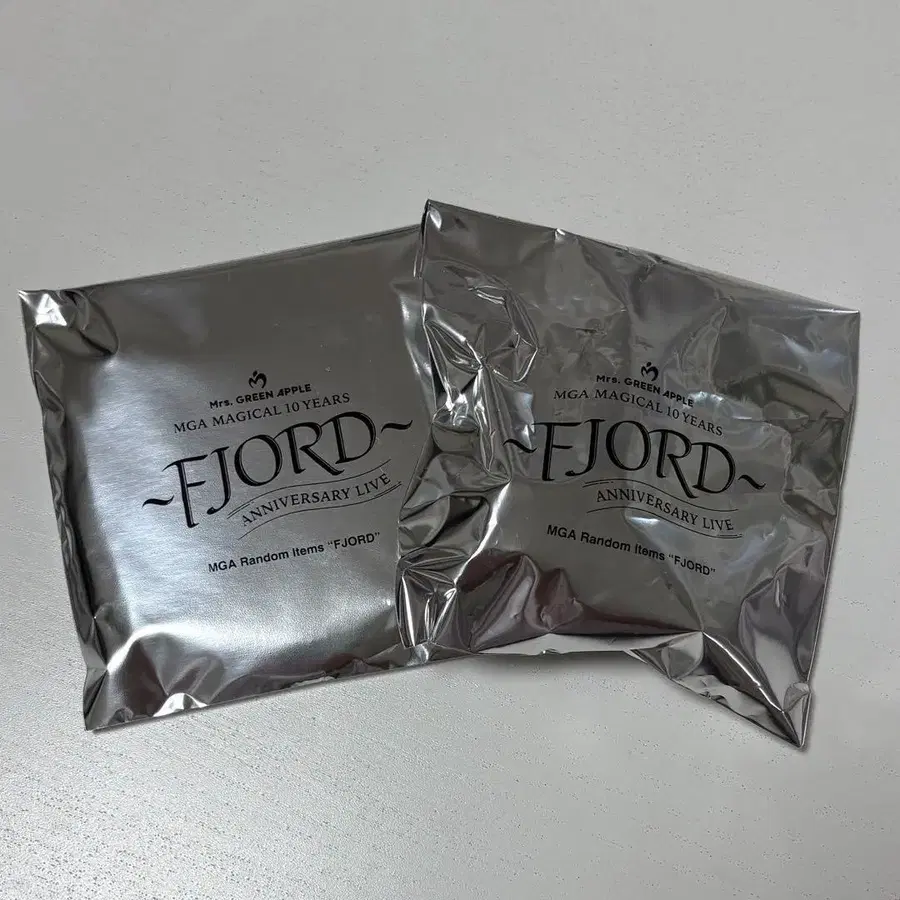 Mrs. GREEN APPLE
MGA MAGICAL 10 YEARS
~FJORD~
ANNIVERSARY LIVE
MGA Random Items "FJORD"
Mrs. GREEN APPLE
MGA MAGICAL 10 YEARS
~FJORD~
ANNIVERSARY LIVE
MGA Random Items "FJORD"